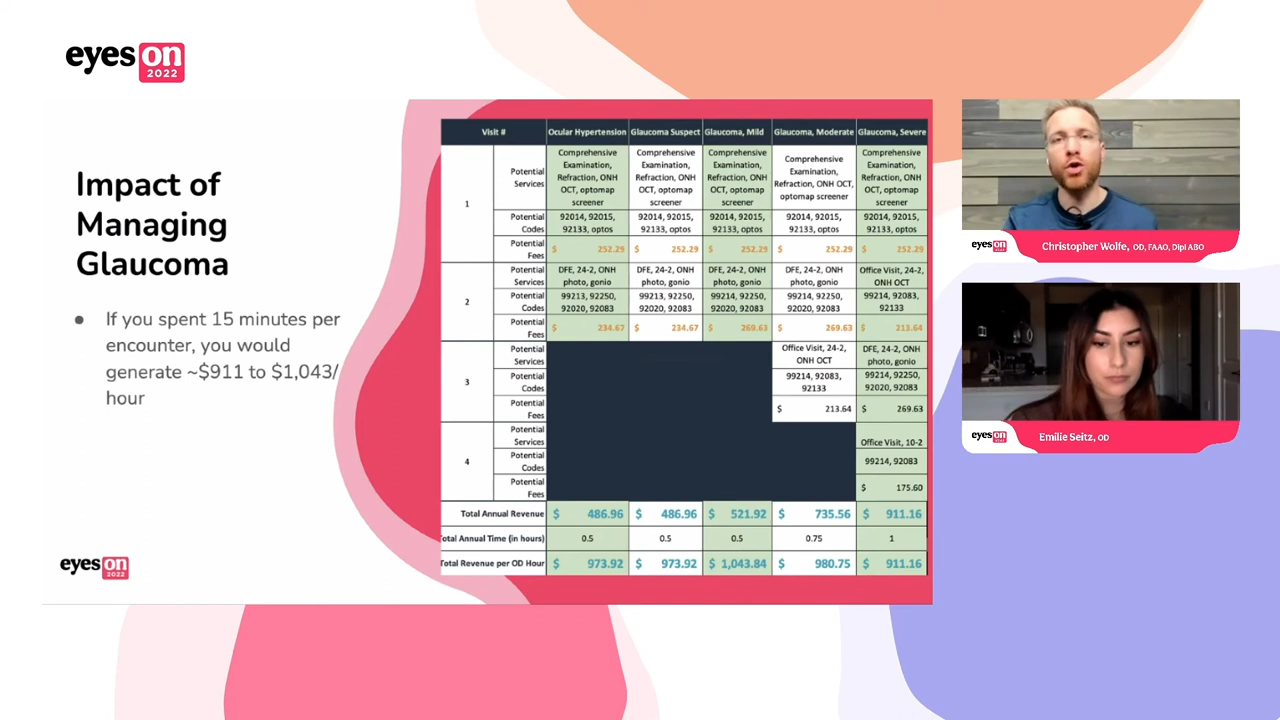 eyes on
2022
Impact of
Managing
Glaucoma
● If you spent 15 minutes per
encounter, you would
generate ~$911 to $1,043/
hour
eyes on
2022
Visit # Ocular Hypertension Glaucoma Suspect Glaucoma, Mild Glaucoma, Moderate Glaucoma, Severe
1
Potential
Services
Comprehensive
Examination,
Refraction, ONH
OCT, optomap
screener
Comprehensive
Examination,
Refraction, ONH
OCT, optomap
screener
Comprehensive
Examination,
Refraction, ONH
OCT, optomap
screener
Comprehensive
Examination,
Refraction, ONH OCT,
optomap screener
Comprehensive
Examination,
Refraction, ONH
OCT, optomap
screener
Potential
Codes
92014, 92015,
92133, optos
92014, 92015,
92133, optos
92014, 92015,
92133, optos
92014, 92015,
92133, optos
92014, 92015,
92133, optos
Potential
Fees
$ 252.29
$ 252.29
$ 252.29
$ 252.29
$ 252.29
2
Potential
Services
DFE, 24-2, ONH
photo, gonio
DFE, 24-2, ONH
photo, gonio
DFE, 24-2, ONH
photo, gonio
DFE, 24-2, ONH
photo, gonio
Office Visit, 24-2,
ONH OCT
Potential
Codes
99213, 92250,
92020, 92083
99213, 92250,
92020, 92083
99214, 92250,
92020, 92083
99214, 92250,
92020, 92083
99214, 92083,
92133
Potential
Fees
$ 234.67
$ 234.67
$ 269.63
$ 269.63
$ 213.64
3
Potential
Services
Office Visit, 24-2,
ONH OCT
DFE, 24-2, ONH
photo, gonio
Potential
Codes
99214, 92083,
92133
99214, 92250,
92020, 92083
Potential
Fees
$ 213.64
$ 269.63
4
Potential
Services
Office Visit, 10-2
Potential
Codes
99214, 92083
Potential
Fees
$ 175.60
Total Annual Revenue $ 486.96 $ 486.96 $ 521.92 $ 735.56 $ 911.16
otal Annual Time (in hours) 0.5 0.5 0.5 0.75 1
Total Revenue per OD Hour $ 973.92 $ 973.92 $ 1,043.84 $ 980.75 $ 911.16
eyes on
Christopher Wolfe, OD, FAAO, Dipl ABO
eyes on
Emilie Seitz, OD